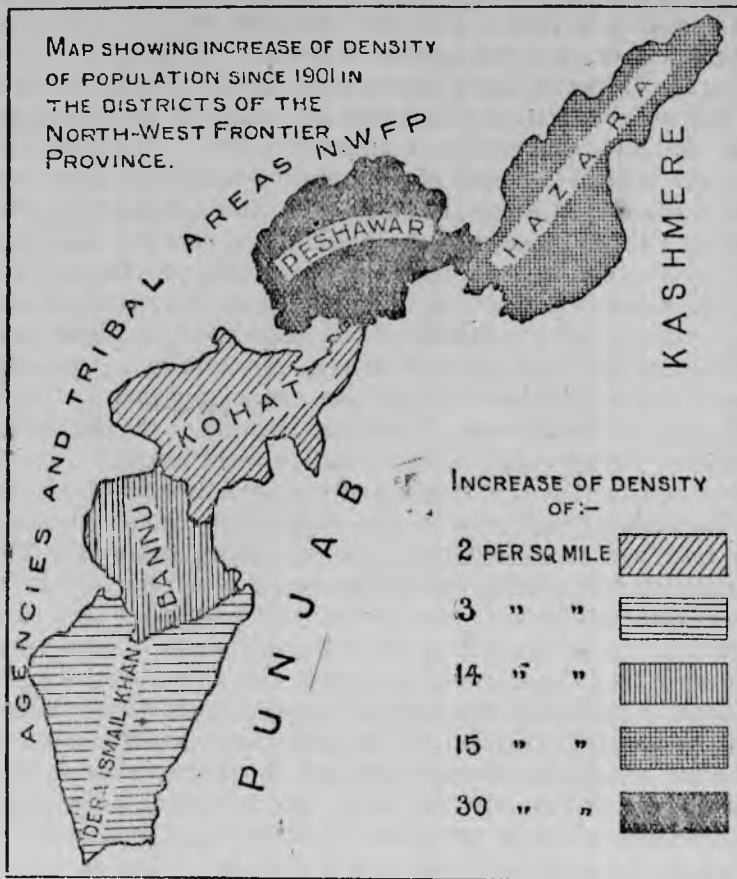 MAP SHOWING INCREASE OF DENSITY
OF POPULATION SINCE 1901 IN
THE DISTRICTS OF THE
NORTH-WEST FRONTIER
PROVINCE.
AGENCIES AND TRIBAL AREAS N.W.F P
PESHAWAR
HAZARA
KASHMERE
KOHAT
BANNU
DERA ISMAIL KHAN
PUNJAB
INCREASE OF DENSITY
OF:-
2 PER SQ MILE
3 " "
14 " "
15 " "
30 " "